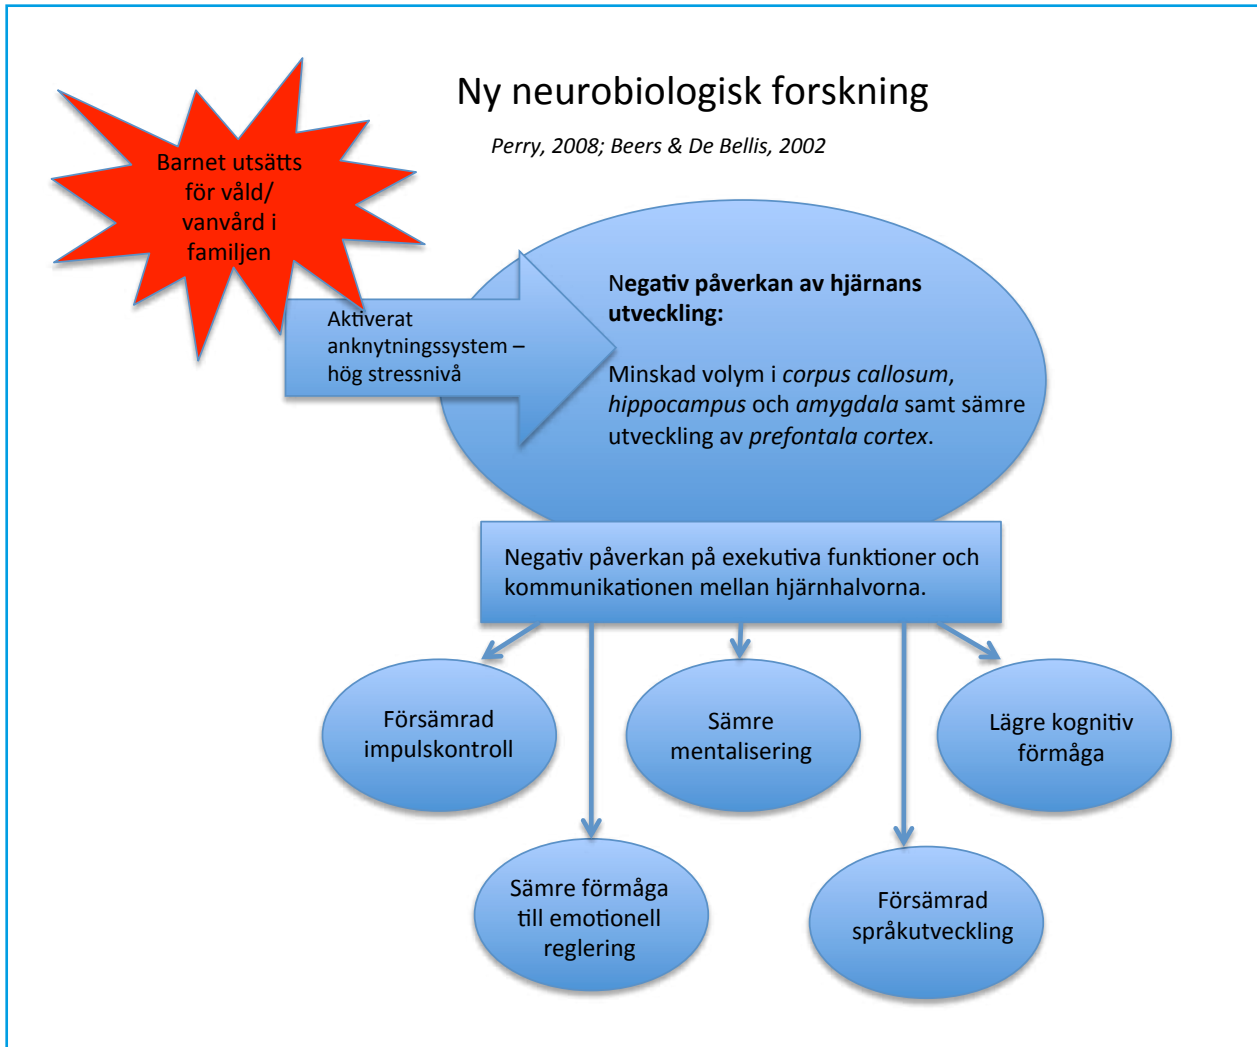 Ny neurobiologisk forskning
Perry, 2008; Beers & De Bellis, 2002
Barnet utsätts
för våld/
vanvård i
familjen
Aktiverat
anknytningssystem –
hög stressnivå
Negativ påverkan av hjärnans
utveckling:
Minskad volym i corpus callosum,
hippocampus och amygdala samt sämre
utveckling av prefontala cortex.
Negativ påverkan på exekutiva funktioner och
kommunikationen mellan hjärnhalvorna.
Försämrad
impulskontroll
Sämre
mentalisering
Lägre kognitiv
förmåga
Sämre förmåga
till emotionell
reglering
Försämrad
språkutveckling